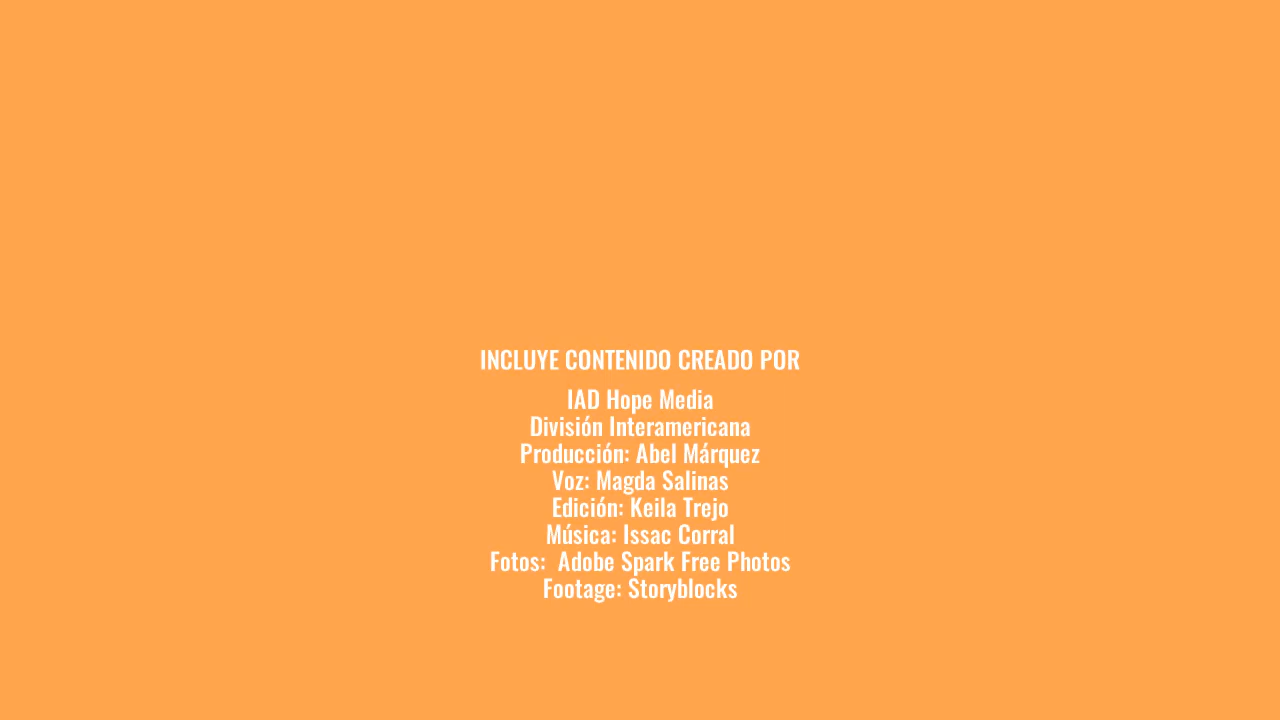 INCLUYE CONTENIDO CREADO POR
IAD Hope Media
División Interamericana
Producción: Abel Márquez
Voz: Magda Salinas
Edición: Keila Trejo
Música: Issac Corral
Fotos:  Adobe Spark Free Photos
Footage: Storyblocks